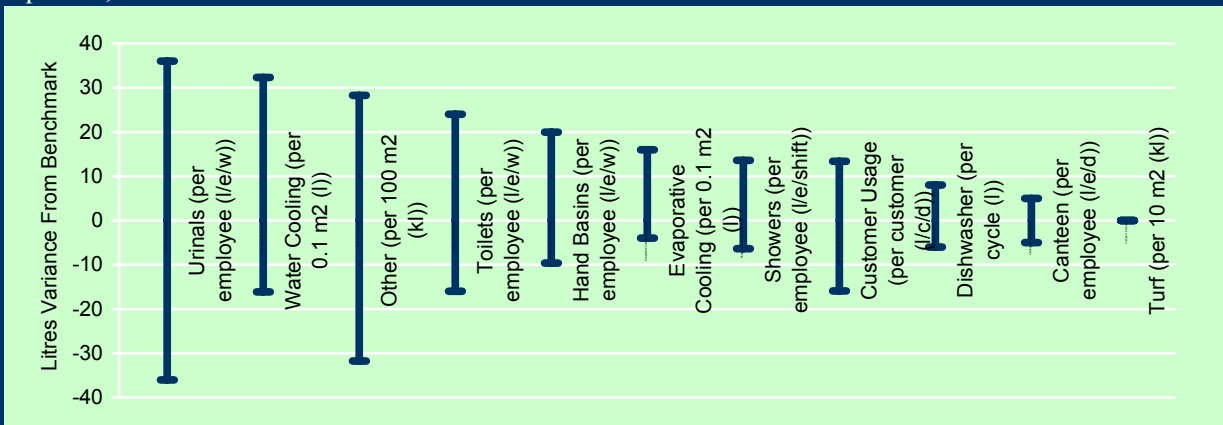 Litres Variance From Benchmark
40
30
20
10
0
-10
-20
-30
-40
Urinals (per
employee (l/e/w))
Water Cooling (per
0.1 m2 (l))
Other (per 100 m2
(kl))
Toilets (per
employee (l/e/w))
Hand Basins (per
employee (l/e/w))
Evaporative
Cooling (per 0.1 m2
(l))
Showers (per
employee (l/e/shift))
Customer Usage
(per customer
(l/c/d))
Dishwasher (per
cycle (l))
Canteen (per
employee (l/e/d))
Turf (per 10 m2 (kl))